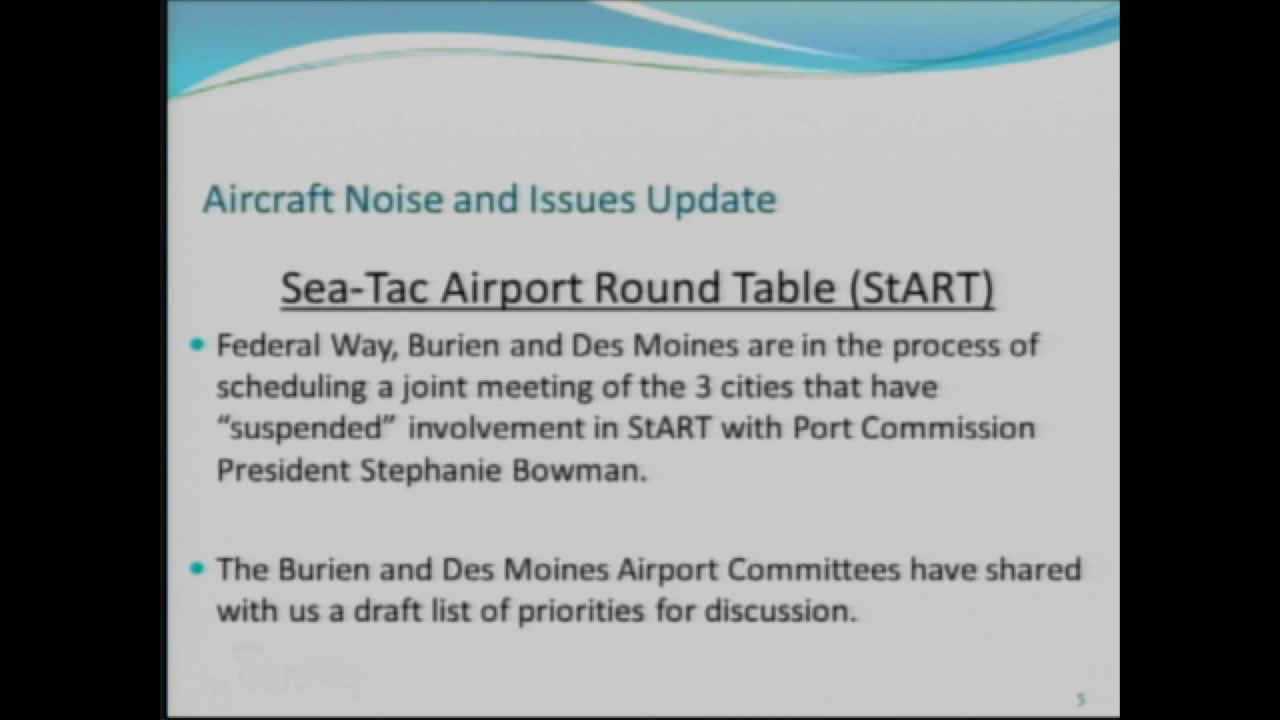 Aircraft Noise and Issues Update
Sea-Tac Airport Round Table (StART)
• Federal Way, Burien and Des Moines are in the process of
scheduling a joint meeting of the 3 cities that have
“suspended” involvement in StART with Port Commission
President Stephanie Bowman.
• The Burien and Des Moines Airport Committees have shared
with us a draft list of priorities for discussion.
5